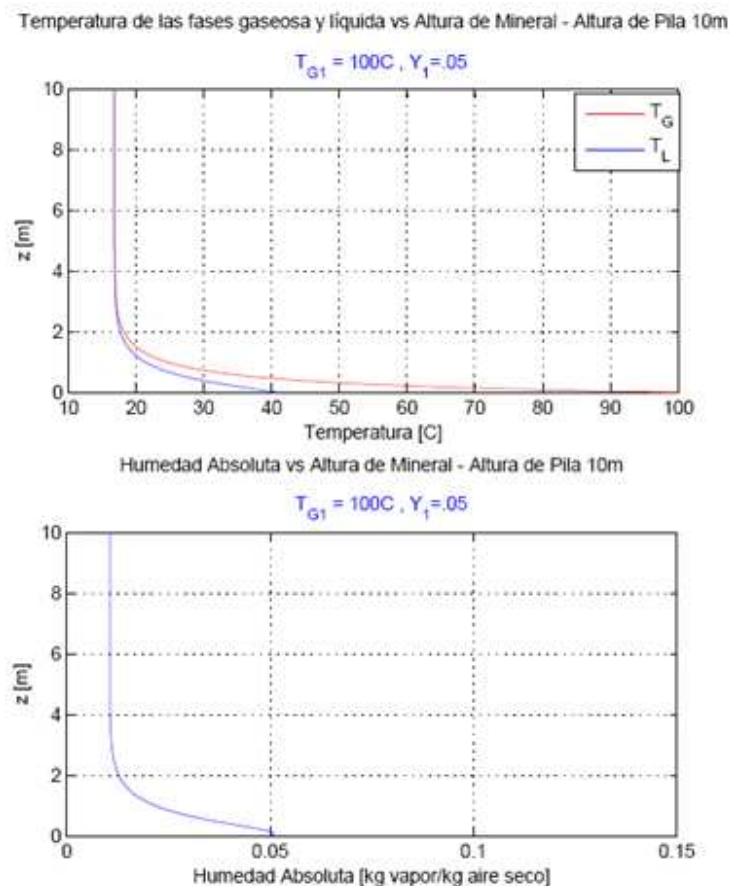 Temperatura de las fases gaseosa y líquida vs Altura de Mineral - Altura de Pila 10m
T_G1 = 100C , Y_1=.05
10
8
6
4
2
0
z [m]
T_G
T_L
10 20 30 40 50 60 70 80 90 100
Temperatura [C]
Humedad Absoluta vs Altura de Mineral - Altura de Pila 10m
T_G1 = 100C , Y_1=.05
10
8
6
4
2
0
z [m]
0 0.05 0.1 0.15
Humedad Absoluta [kg vapor/kg aire seco]